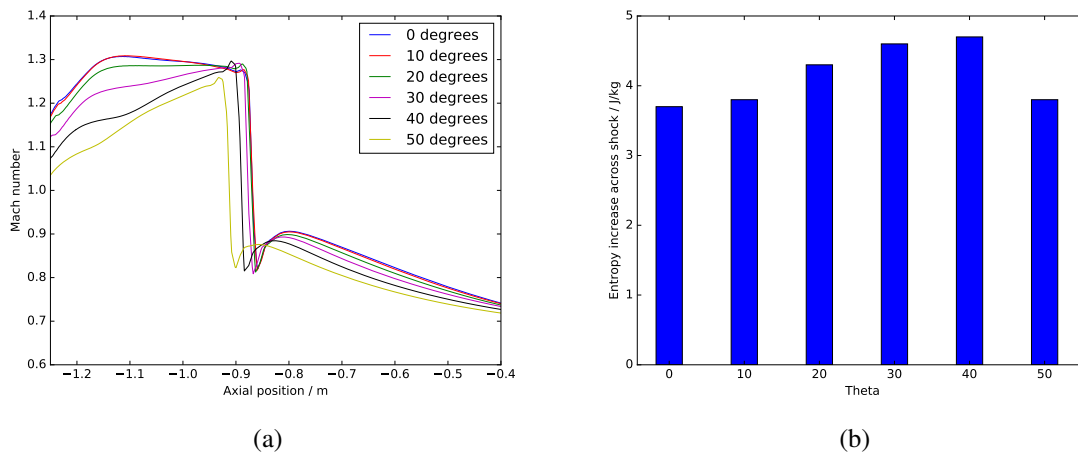 1.4
1.3
1.2
1.1
1.0
0.9
0.8
0.7
0.6
Mach number
−1.2 −1.1 −1.0 −0.9 −0.8 −0.7 −0.6 −0.5 −0.4
Axial position / m
0 degrees
10 degrees
20 degrees
30 degrees
40 degrees
50 degrees
(a)
5
4
3
2
1
0
Entropy increase across shock / J/kg
0 10 20 30 40 50
Theta
(b)